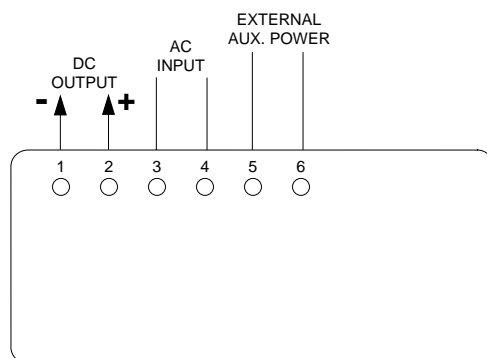 EXTERNAL
AUX. POWER
AC
INPUT
DC
OUTPUT
- +
1 2 3 4 5 6